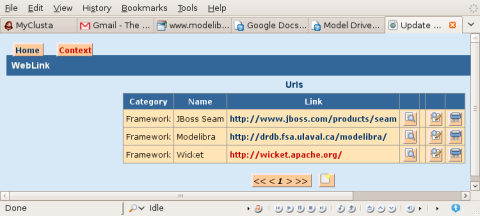 File Edit View History Bookmarks Tools Help
MyClusta Gmail - The ... www.modelib... Google Docs... Model Drive... Update ...
Home Context
WebLink
Urls
Category Name Link
Framework JBoss Seam http://www.jboss.com/products/seam
Framework Modelibra http://drdb.fsa.ulaval.ca/modelibra/
Framework Wicket http://wicket.apache.org/
<< < 1 > >>
Done Idle